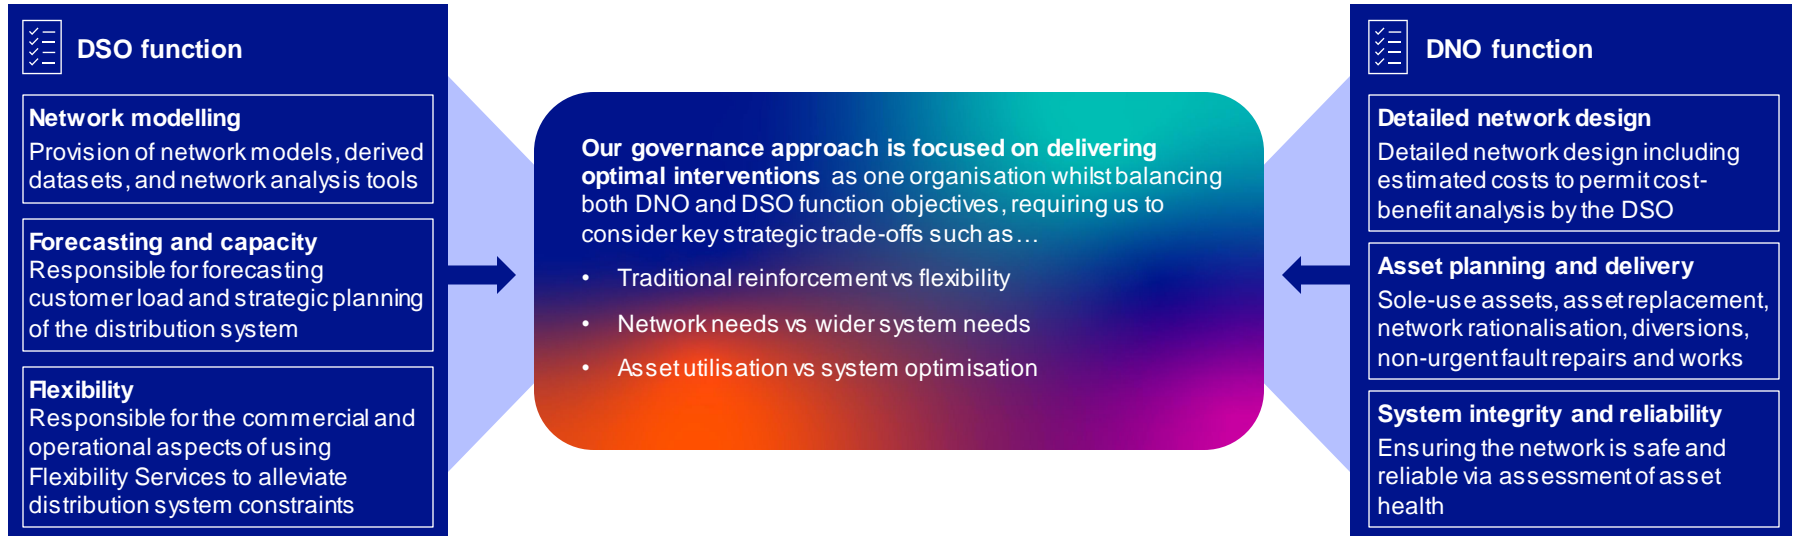 DSO function
Network modelling
Provision of network models, derived
datasets, and network analysis tools
Forecasting and capacity
Responsible for forecasting
customer load and strategic planning
of the distribution system
Flexibility
Responsible for the commercial and
operational aspects of using
Flexibility Services to alleviate
distribution system constraints
Our governance approach is focused on delivering
optimal interventions as one organisation whilst balancing
both DNO and DSO function objectives, requiring us to
consider key strategic trade-offs such as…
• Traditional reinforcement vs flexibility
• Network needs vs wider system needs
• Asset utilisation vs system optimisation
DNO function
Detailed network design
Detailed network design including
estimated costs to permit cost-
benefit analysis by the DSO
Asset planning and delivery
Sole-use assets, asset replacement,
network rationalisation, diversions,
non-urgent fault repairs and works
System integrity and reliability
Ensuring the network is safe and
reliable via assessment of asset
health